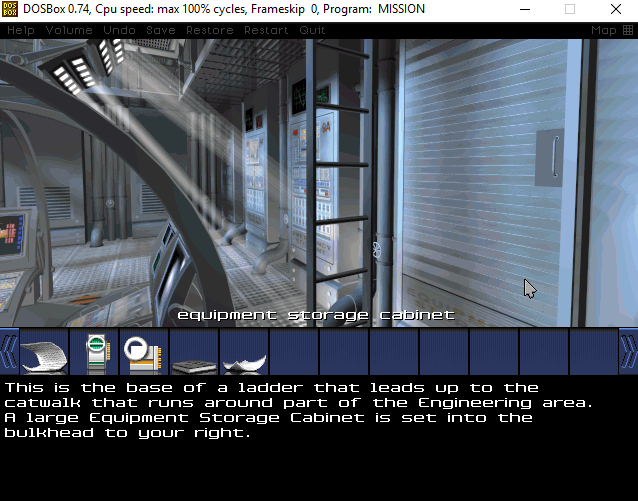 DOS
BOX
DOSBox 0.74, Cpu speed: max 100% cycles, Frameskip 0, Program: MISSION
Help Volume Undo Save Restore Restart Quit Map
equipment storage cabinet
This is the base of a ladder that leads up to the
catwalk that runs around part of the Engineering area.
A large Equipment Storage Cabinet is set into the
bulkhead to your right.